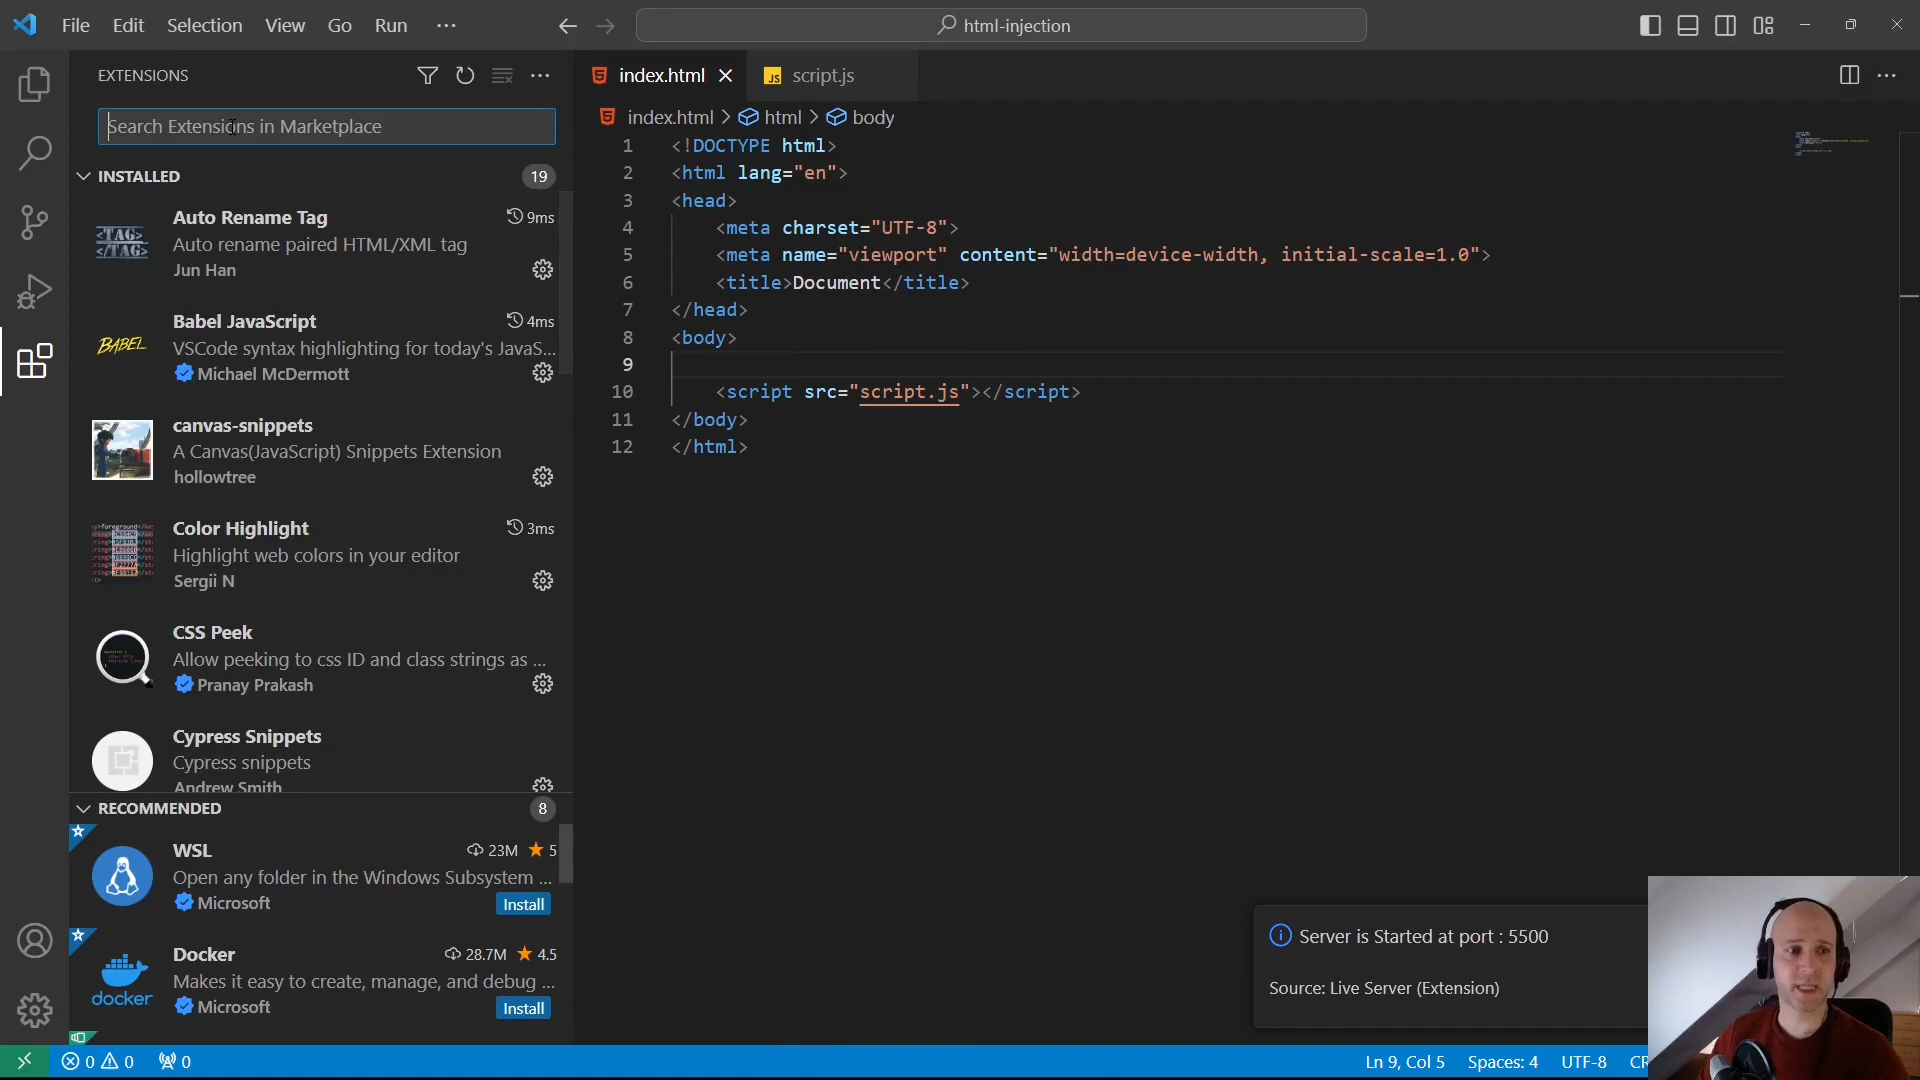 File Edit Selection View Go Run ···
html-injection
EXTENSIONS
Search Extensions in Marketplace
INSTALLED 19
<TAG>
</TAG>
Auto Rename Tag 9ms
Auto rename paired HTML/XML tag
Jun Han
BABEL
Babel JavaScript 4ms
VSCode syntax highlighting for today's JavaS...
Michael McDermott
canvas-snippets
A Canvas(JavaScript) Snippets Extension
hollowtree
Color Highlight 3ms
Highlight web colors in your editor
Sergii N
CSS Peek
Allow peeking to css ID and class strings as ...
Pranay Prakash
Cypress Snippets
Cypress snippets
Andrew Smith
RECOMMENDED 8
WSL 23M 5
Open any folder in the Windows Subsystem ...
Microsoft Install
docker
Docker 28.7M 4.5
Makes it easy to create, manage, and debug ...
Microsoft Install
index.html JS script.js
index.html > html > body
1 <!DOCTYPE html>
2 <html lang="en">
3 <head>
4 <meta charset="UTF-8">
5 <meta name="viewport" content="width=device-width, initial-scale=1.0">
6 <title>Document</title>
7 </head>
8 <body>
9
10 <script src="script.js"></script>
11 </body>
12 </html>
Server is Started at port : 5500
Source: Live Server (Extension)
0 0 0 Ln 9, Col 5 Spaces: 4 UTF-8 CR